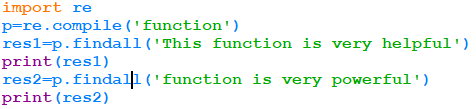 import re
p=re.compile('function')
res1=p.findall('This function is very helpful')
print(res1)
res2=p.findall('function is very powerful')
print(res2)